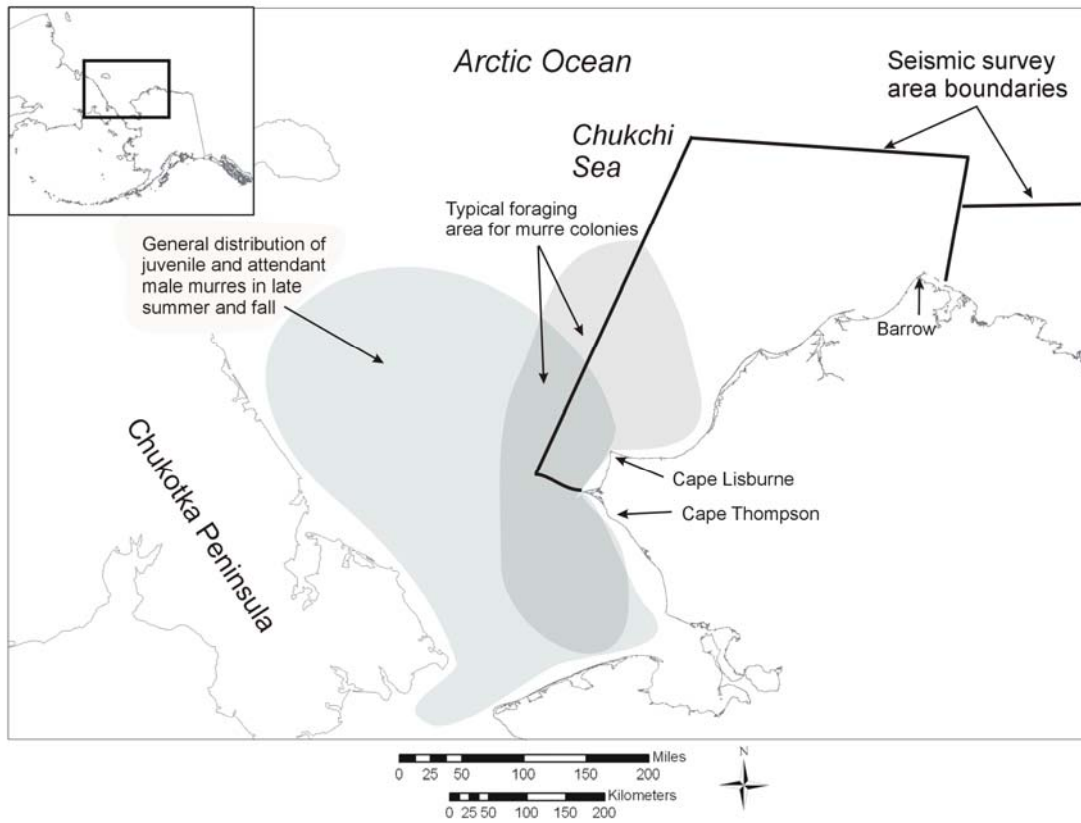 Arctic Ocean
Seismic survey
area boundaries
Chukchi
Sea
Typical foraging
area for murre colonies
General distribution of
juvenile and attendant
male murres in late
summer and fall
Barrow
Chukotka Peninsula
Cape Lisburne
Cape Thompson
Miles
0 25 50 100 150 200
Kilometers
0 25 50 100 150 200
N